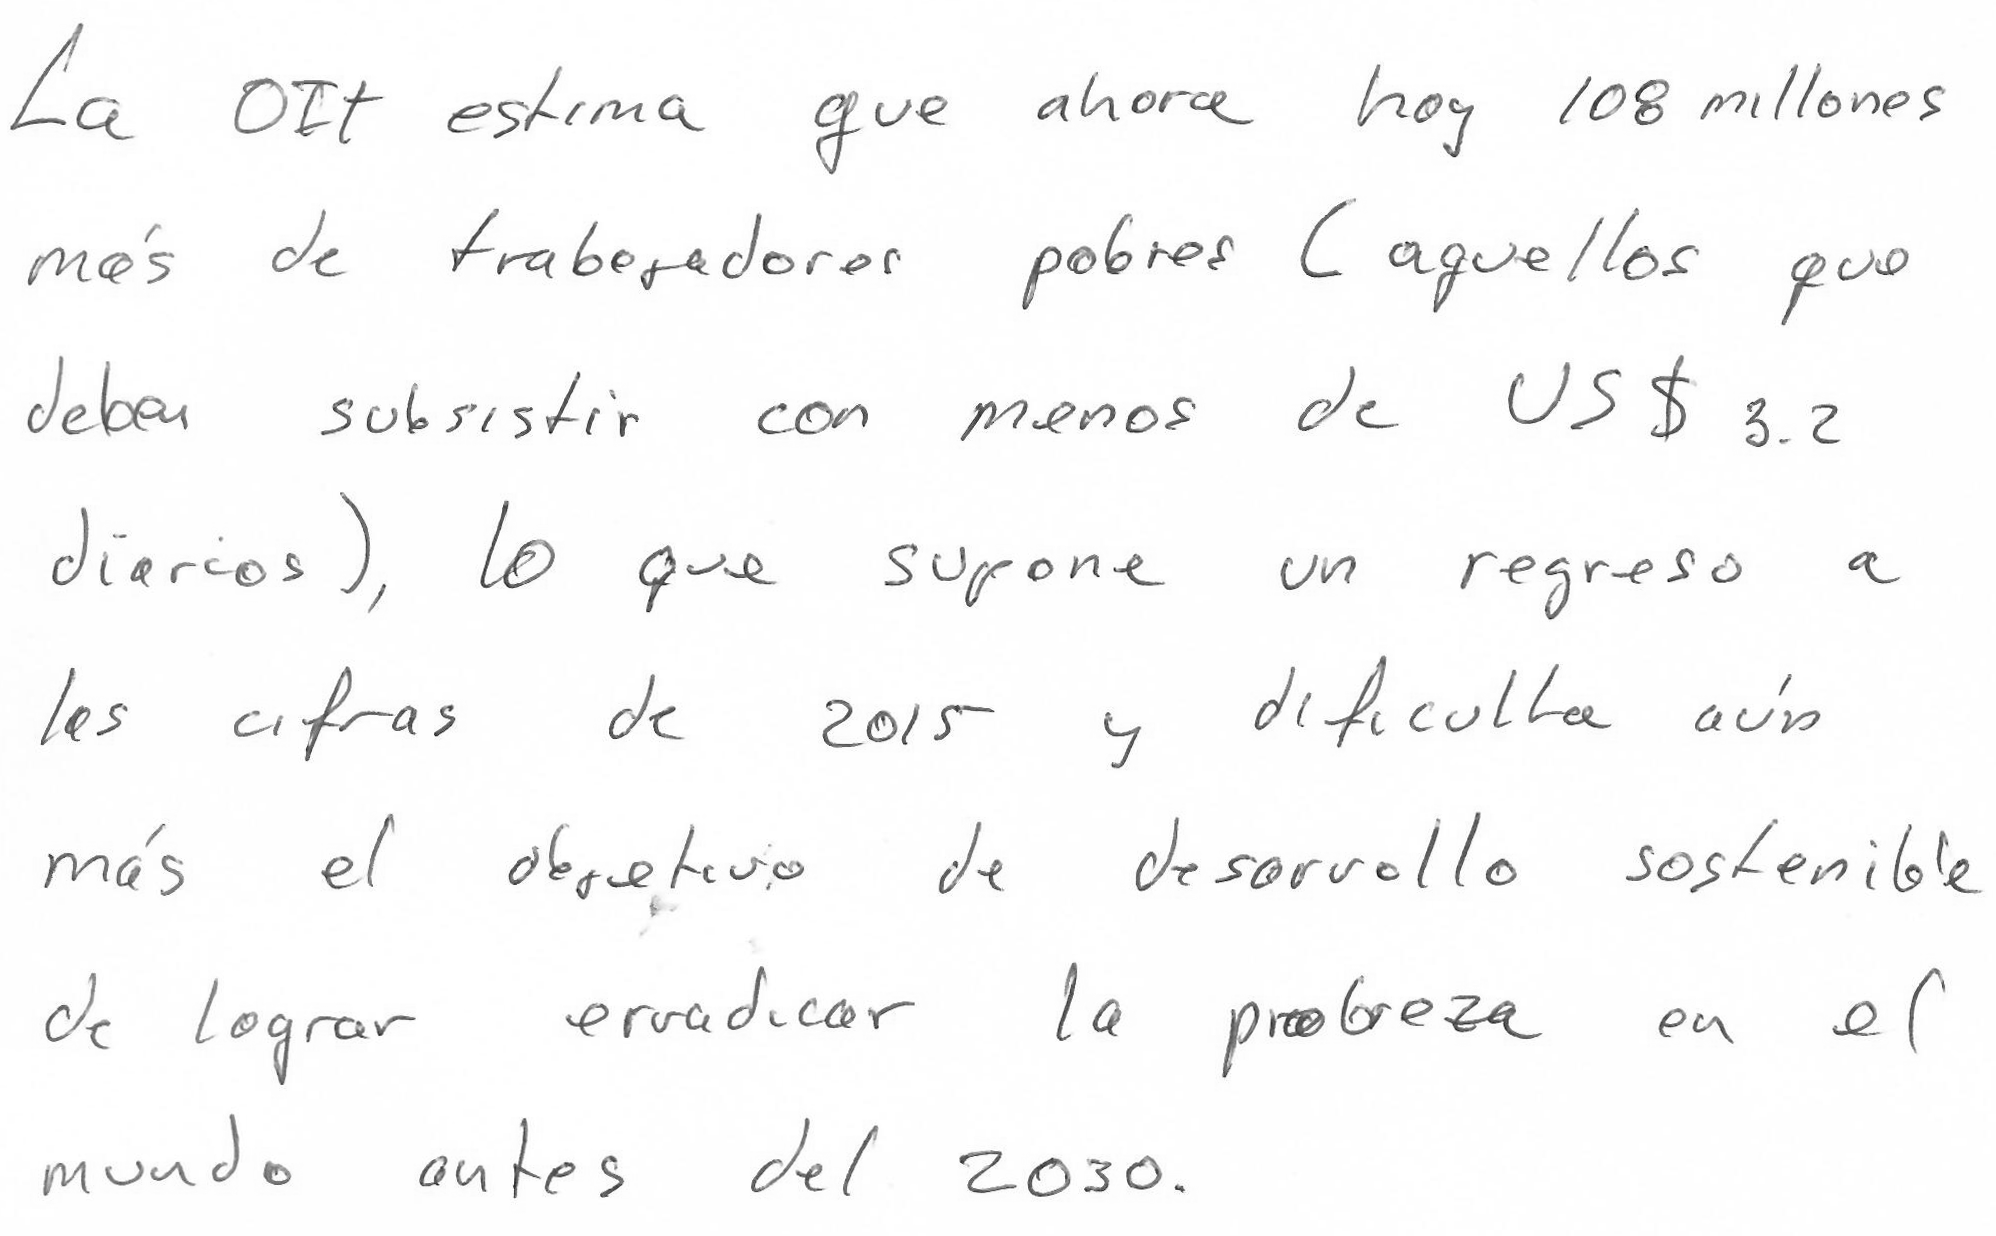 La OIt estima que ahora hay 108 millones
más de trabajadores pobres (aquellos que
deben subsistir con menos de US$ 3.2
diarios), lo que supone un regreso a
las cifras de 2015 y dificulta aún
más el objetivo de desarrollo sostenible
de lograr erradicar la probreza en el
mundo antes del 2030.